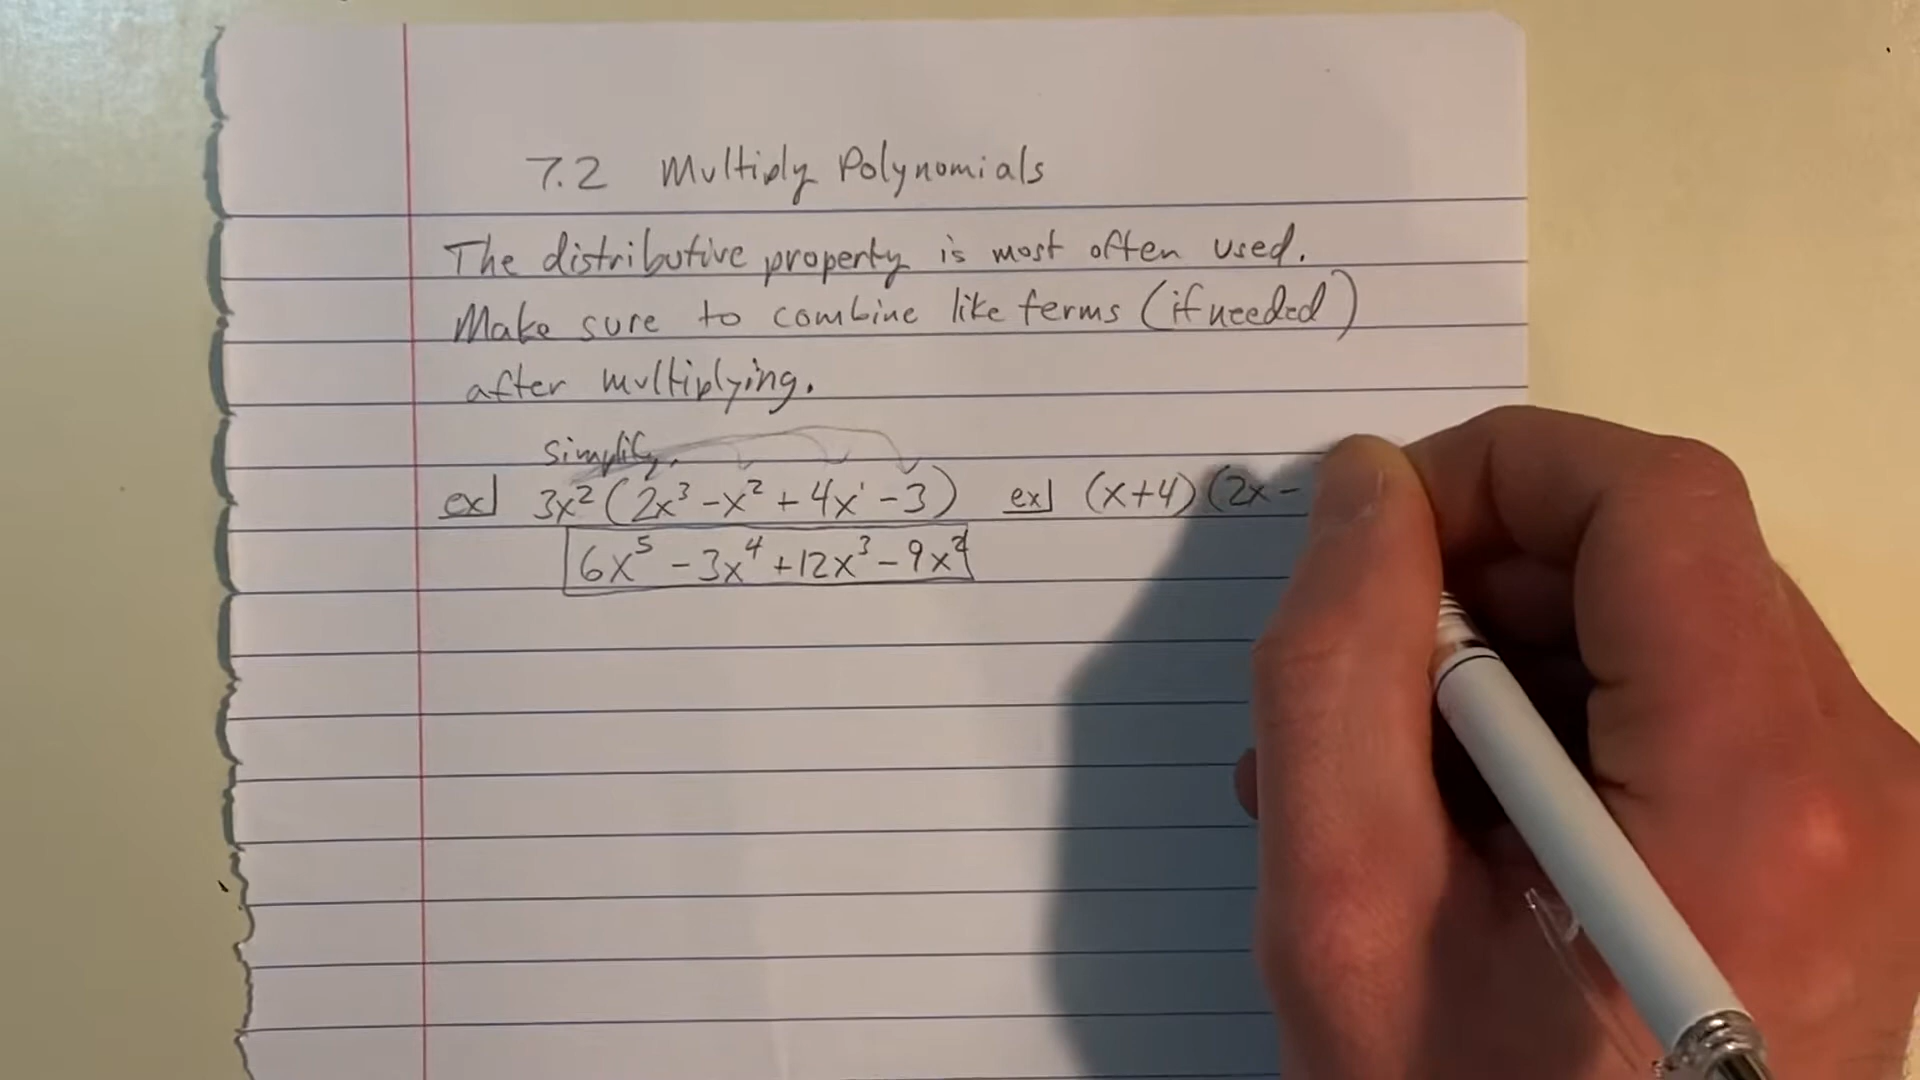 7.2 Multiply Polynomials
The distributive property is most often used.
Make sure to combine like terms (if needed)
after multiplying.
simplify.
ex] 3x² (2x³ - x² + 4x¹ - 3) ex] (x+4) (2x -
6x⁵ - 3x⁴ + 12x³ - 9x²